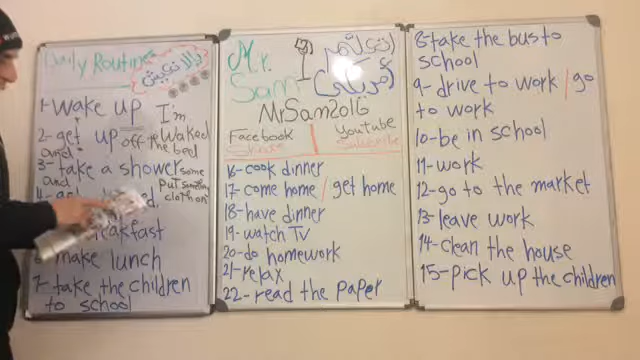 Daily Routine
1- wake up I'm
waked
2- get up off the bed
and
3- take a shower some
and
put something
cloth on
4- get
breakfast
6- make lunch
7- take the children
to school
Mr.
Sam
MrSam2016
Facebook
Share
YouTube
Subscribe
16- cook dinner
17- come home / get home
18- have dinner
19- watch TV
20- do homework
21- relax
22- read the paper
8- take the bus to
school
9- drive to work / go
to work
10- be in school
11- work
12- go to the market
13- leave work
14- clean the house
15- pick up the children